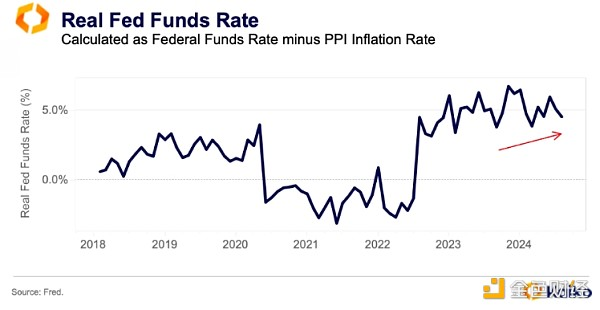 Real Fed Funds Rate
Calculated as Federal Funds Rate minus PPI Inflation Rate
Real Fed Funds Rate (%)
5.0%
0.0%
2018 2019 2020 2021 2022 2023 2024
Source: Fred.
金色财经